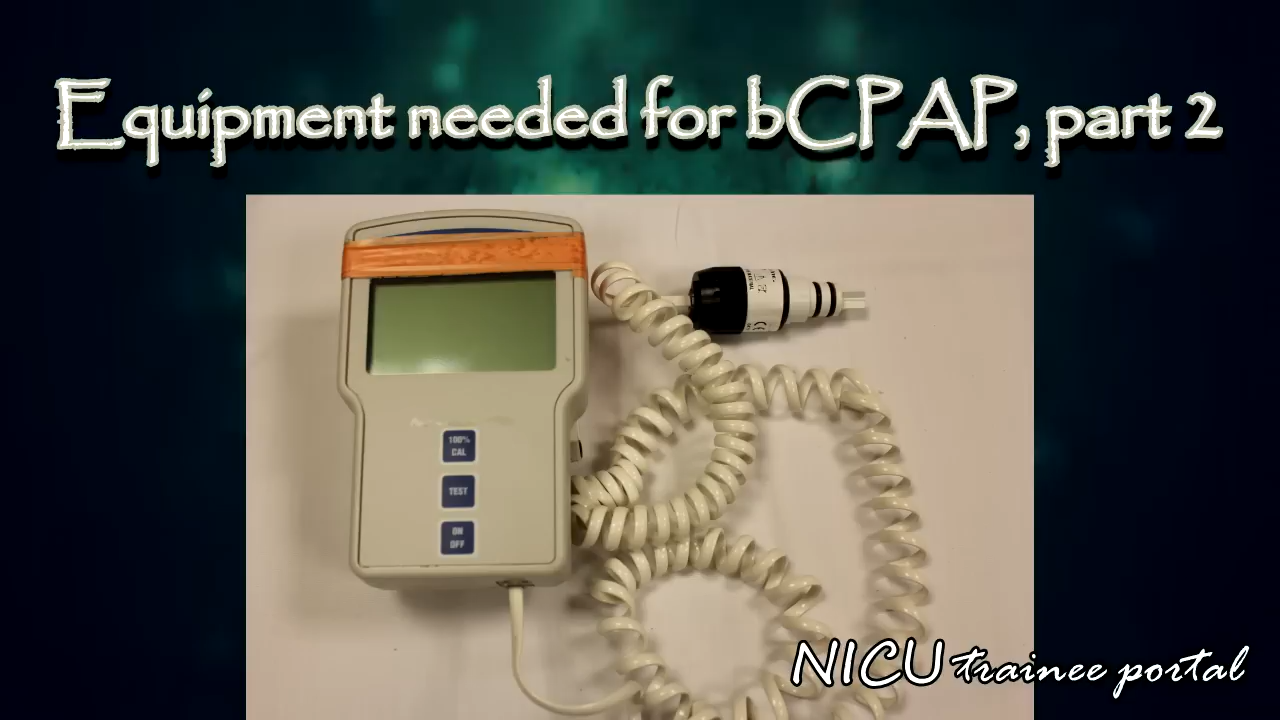 Equipment needed for bCPAP, part 2
100%
CAL
TEST
ON
OFF
NICU trainee portal